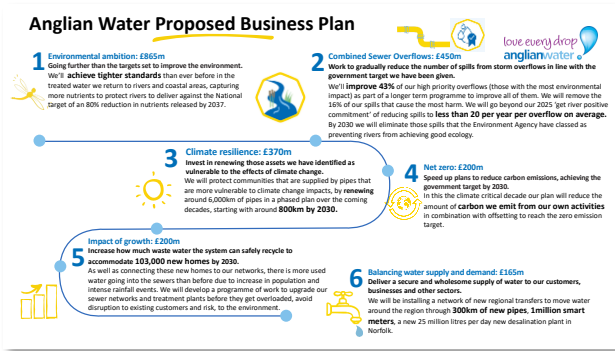 Anglian Water Proposed Business Plan
love every drop
anglianwater
1
Environmental ambition: £865m
Going further than the targets set to improve the environment.
We'll achieve tighter standards than ever before in the
treated water we return to rivers and coastal areas, capturing
more nutrients to protect rivers to deliver against the National
target of an 80% reduction in nutrients released by 2037.
2
Combined Sewer Overflows: £450m
Work to gradually reduce the number of spills from storm overflows in line with the
government target we have been given.
We'll improve 43% of our high priority overflows (those with the most environmental
impact) as part of a longer term programme to improve all of them. We will remove the
16% of our spills that cause the most harm. We will go beyond our 2025 'get river positive
commitment' of reducing spills to less than 20 per year per overflow on average.
By 2030 we will eliminate those spills that the Environment Agency have classed as
preventing rivers from achieving good ecology.
3
Climate resilience: £370m
Invest in renewing those assets we have identified as
vulnerable to the effects of climate change.
We will protect communities that are supplied by pipes that
are more vulnerable to climate change impacts, by renewing
around 6,000km of pipes in a phased plan over the coming
decades, starting with around 800km by 2030.
4
Net zero: £200m
Speed up plans to reduce carbon emissions, achieving the
government target by 2030.
In this the climate critical decade our plan will reduce the
amount of carbon we emit from our own activities
in combination with offsetting to reach the zero emission
target.
5
Impact of growth: £200m
Increase how much waste water the system can safely recycle to
accommodate 103,000 new homes by 2030.
As well as connecting these new homes to our networks, there is more used
water going into the sewers than before due to increase in population and
intense rainfall events. We will develop a programme of work to upgrade our
sewer networks and treatment plants before they get overloaded, avoid
disruption to existing customers and risk, to the environment.
6
Balancing water supply and demand: £165m
Deliver a secure and wholesome supply of water to our customers,
businesses and other sectors.
We will be installing a network of new regional transfers to move water
around the region through 300km of new pipes, 1million smart
meters, a new 25 million litres per day new desalination plant in
Norfolk.